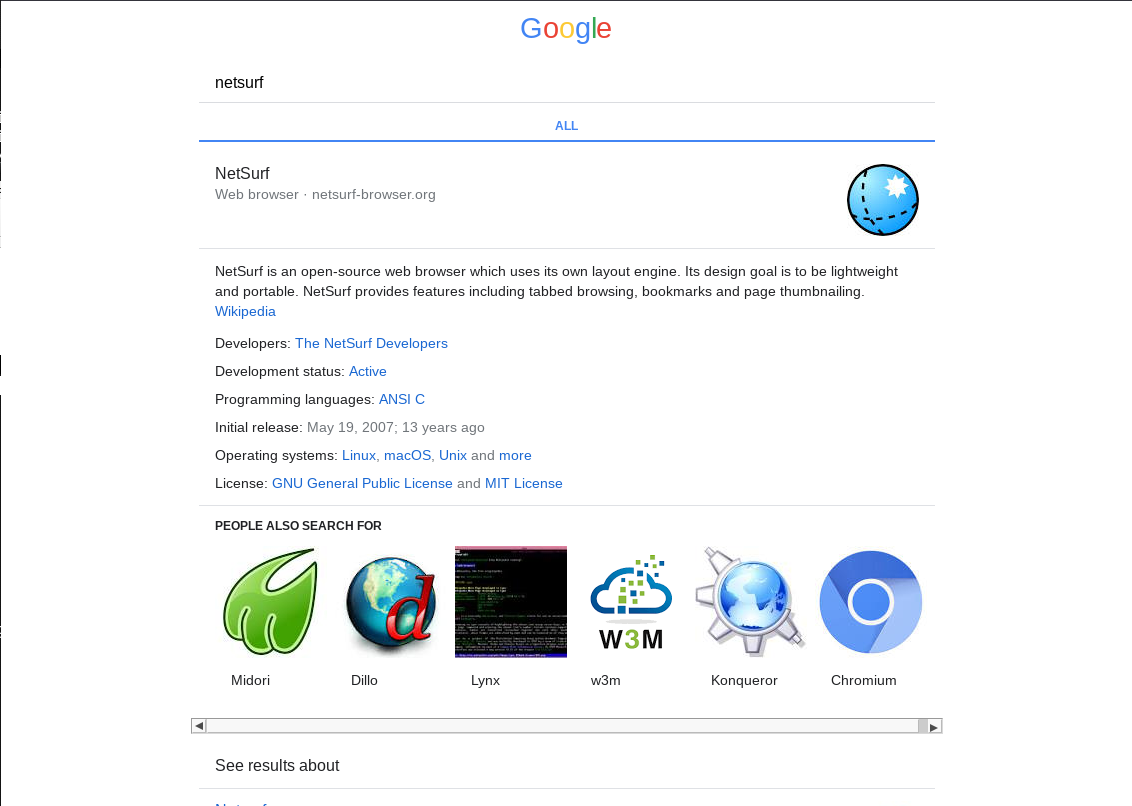 Google
netsurf
ALL
NetSurf
Web browser · netsurf-browser.org
NetSurf is an open-source web browser which uses its own layout engine. Its design goal is to be lightweight
and portable. NetSurf provides features including tabbed browsing, bookmarks and page thumbnailing.
Wikipedia
Developers: The NetSurf Developers
Development status: Active
Programming languages: ANSI C
Initial release: May 19, 2007; 13 years ago
Operating systems: Linux, macOS, Unix and more
License: GNU General Public License and MIT License
PEOPLE ALSO SEARCH FOR
d
W3M
Midori Dillo Lynx w3m Konqueror Chromium
See results about